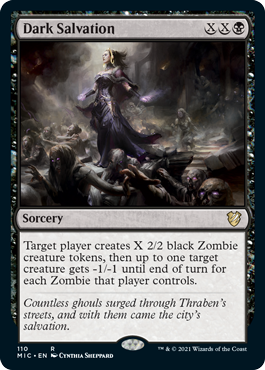 Dark Salvation XXB
Sorcery
Target player creates X 2/2 black Zombie
creature tokens, then up to one target
creature gets -1/-1 until end of turn for
each Zombie that player controls.
Countless ghouls surged through Thraben's
streets, and with them came the city's
salvation.
110 R
MIC • EN CYNTHIA SHEPPARD
™ & © 2021 Wizards of the Coast